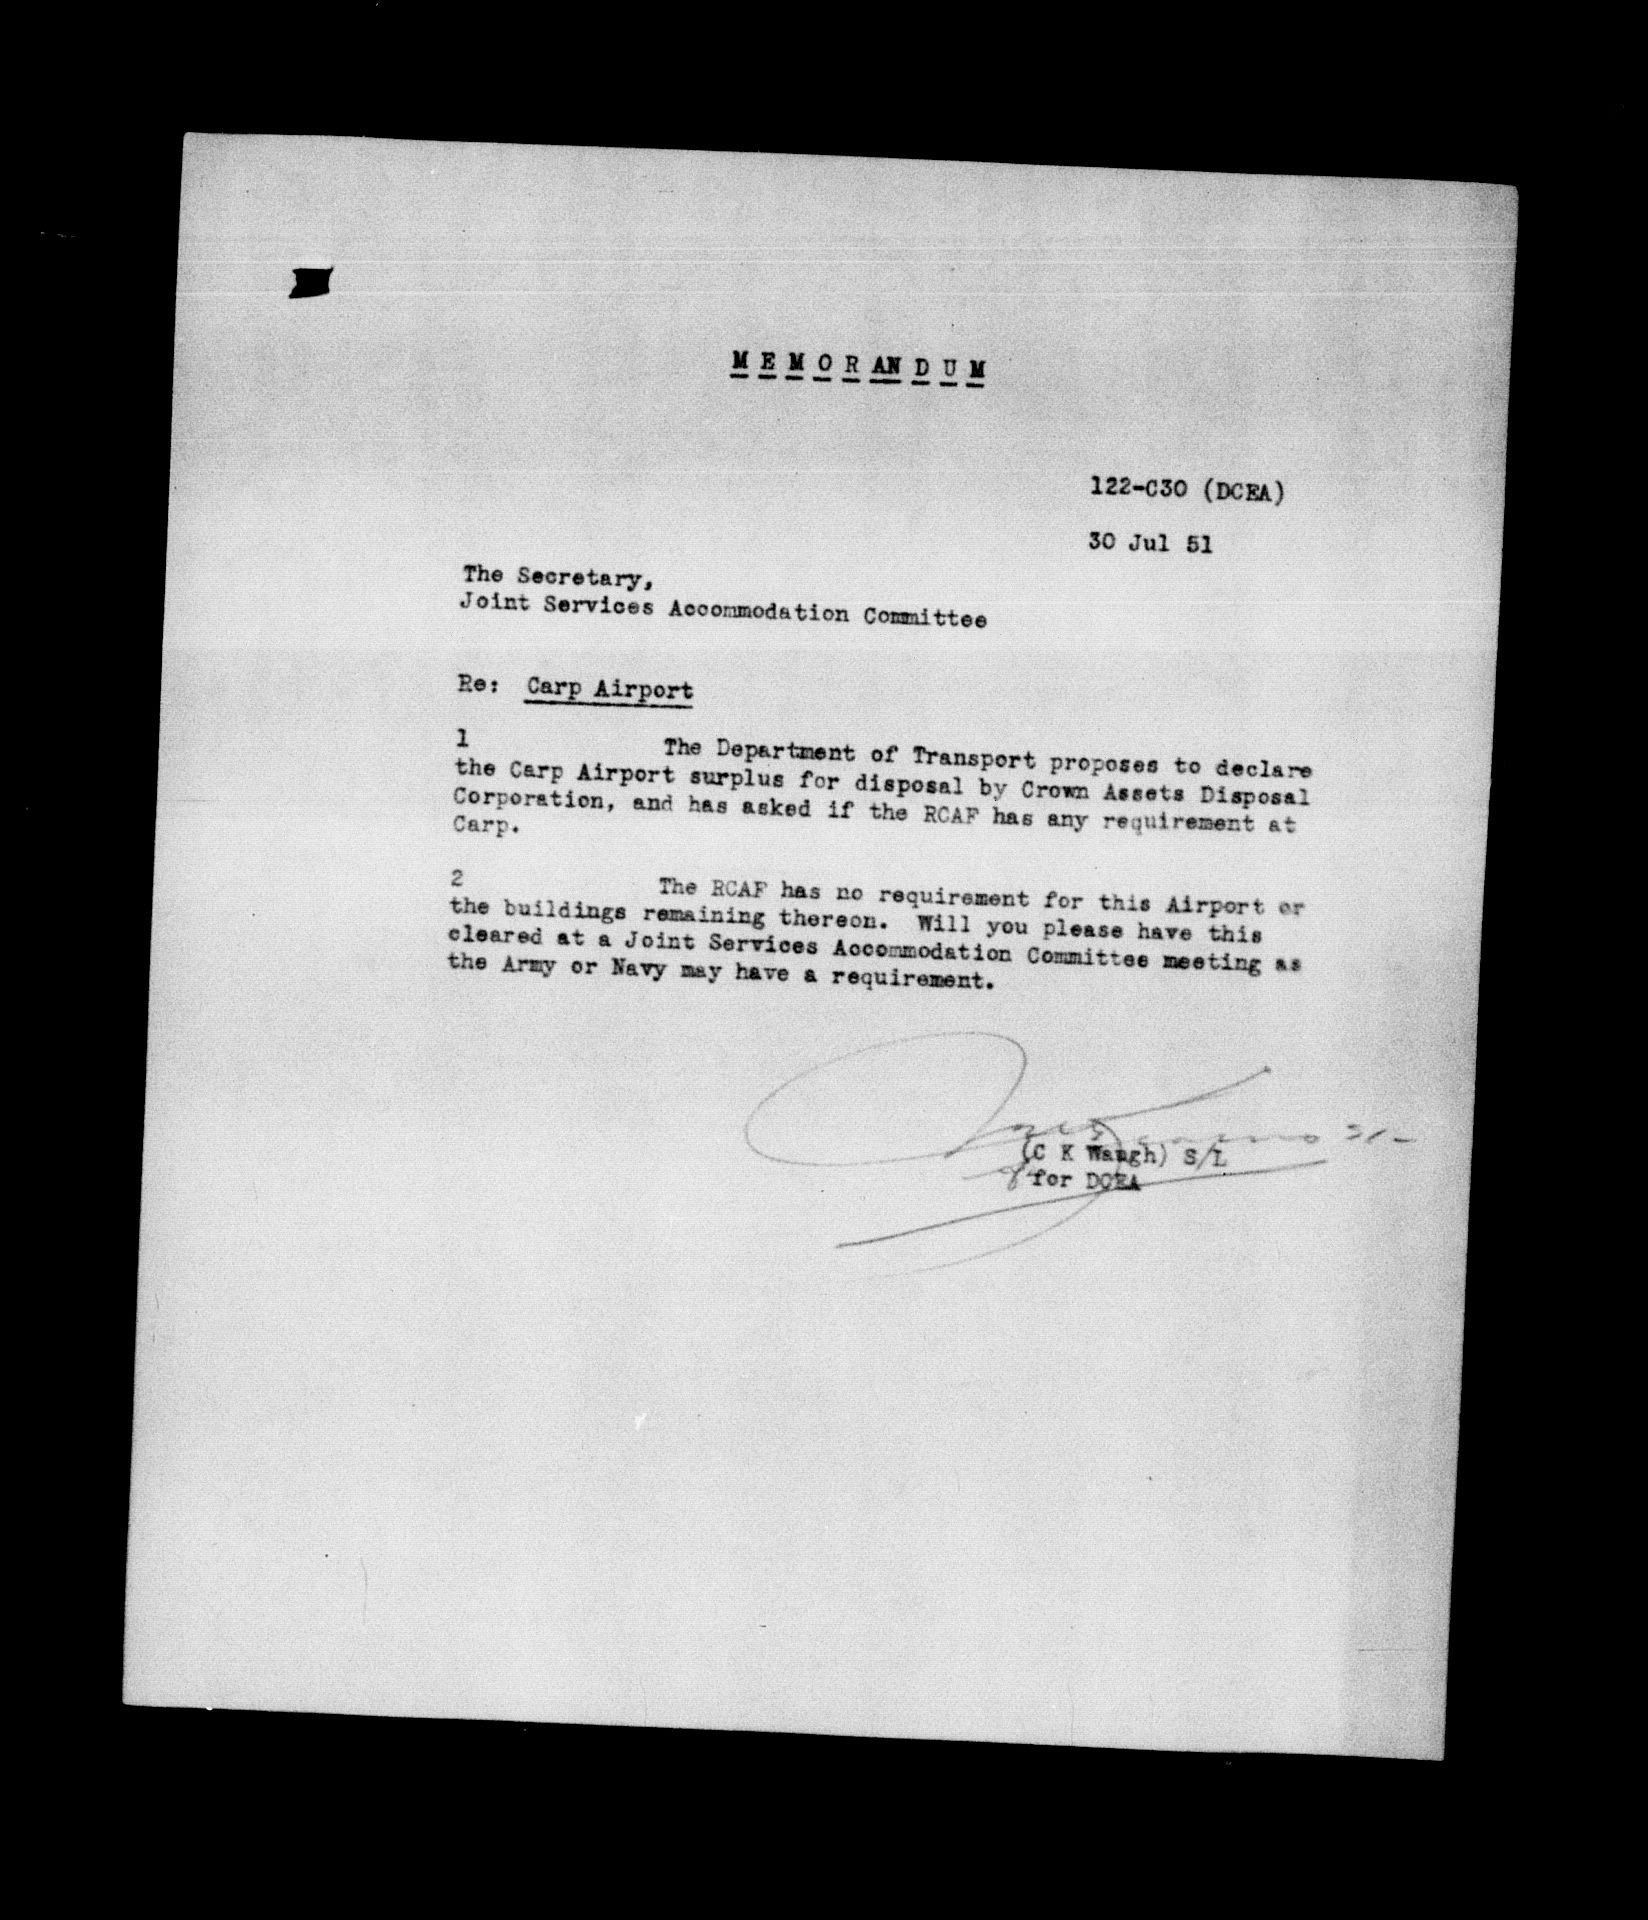 M E M O R AN D U M
122-C30 (DCEA)
30 Jul 51
The Secretary,
Joint Services Accommodation Committee
Re: Carp Airport
1 The Department of Transport proposes to declare
the Carp Airport surplus for disposal by Crown Assets Disposal
Corporation, and has asked if the RCAF has any requirement at
Carp.
2 The RCAF has no requirement for this Airport or
the buildings remaining thereon. Will you please have this
cleared at a Joint Services Accommodation Committee meeting as
the Army or Navy may have a requirement.
(C K Waugh) S/L
for DCEA